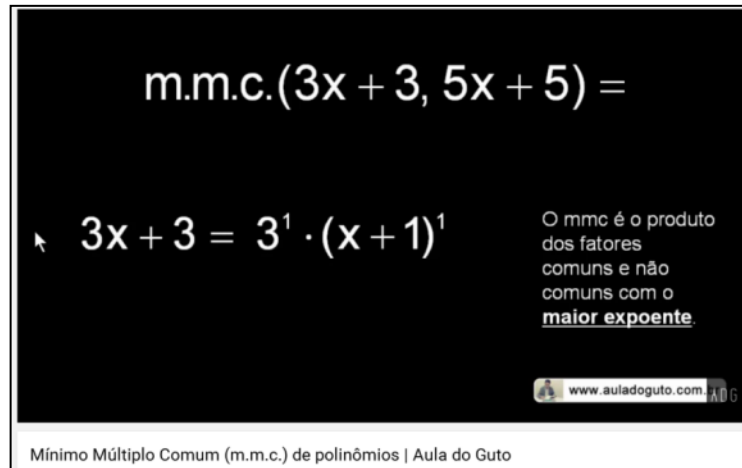 m.m.c.(3x + 3, 5x + 5) =
3x + 3 = 3¹ · (x + 1)¹
O mmc é o produto
dos fatores
comuns e não
comuns com o
maior expoente.
www.auladoguto.com.
ADG
Mínimo Múltiplo Comum (m.m.c.) de polinômios | Aula do Guto